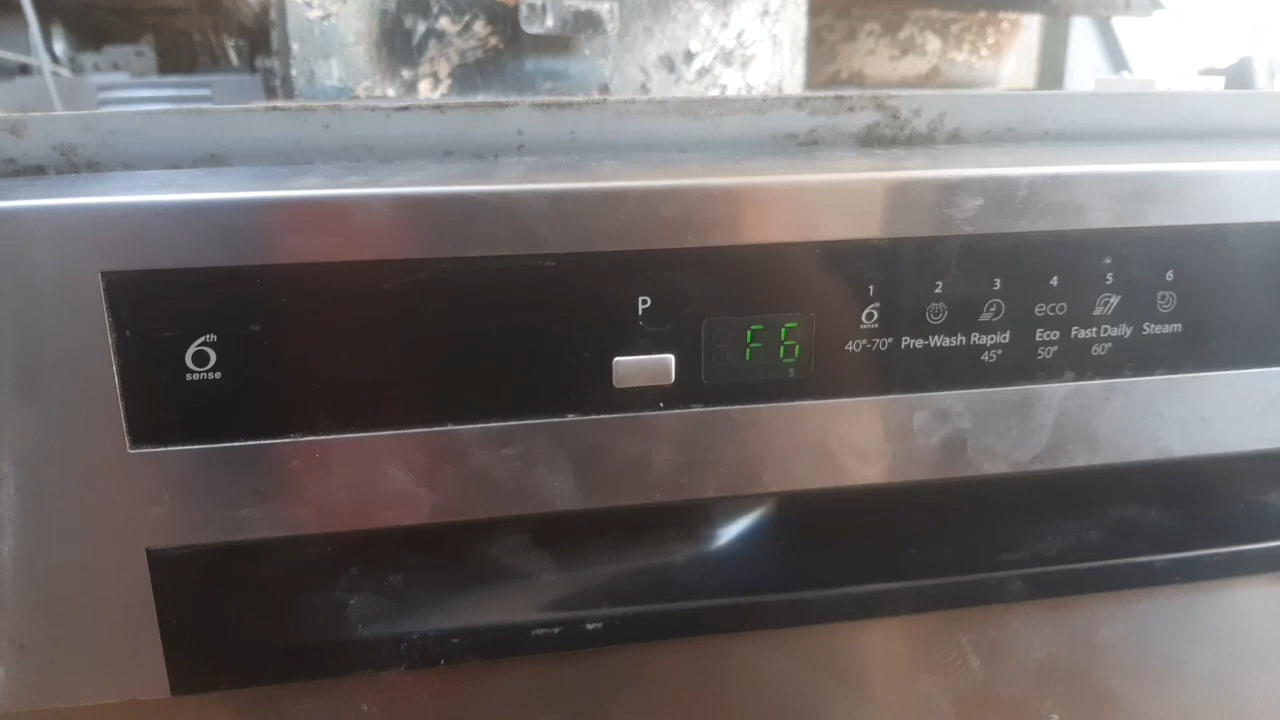 6th
sense
P
F6
1 2 3 4 5 6
6th
sense
eco
40°-70° Pre-Wash Rapid Eco Fast Daily Steam
45° 50° 60°